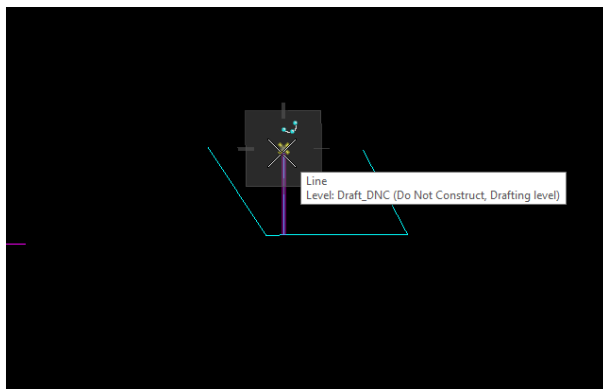 Line
Level: Draft_DNC (Do Not Construct, Drafting level)